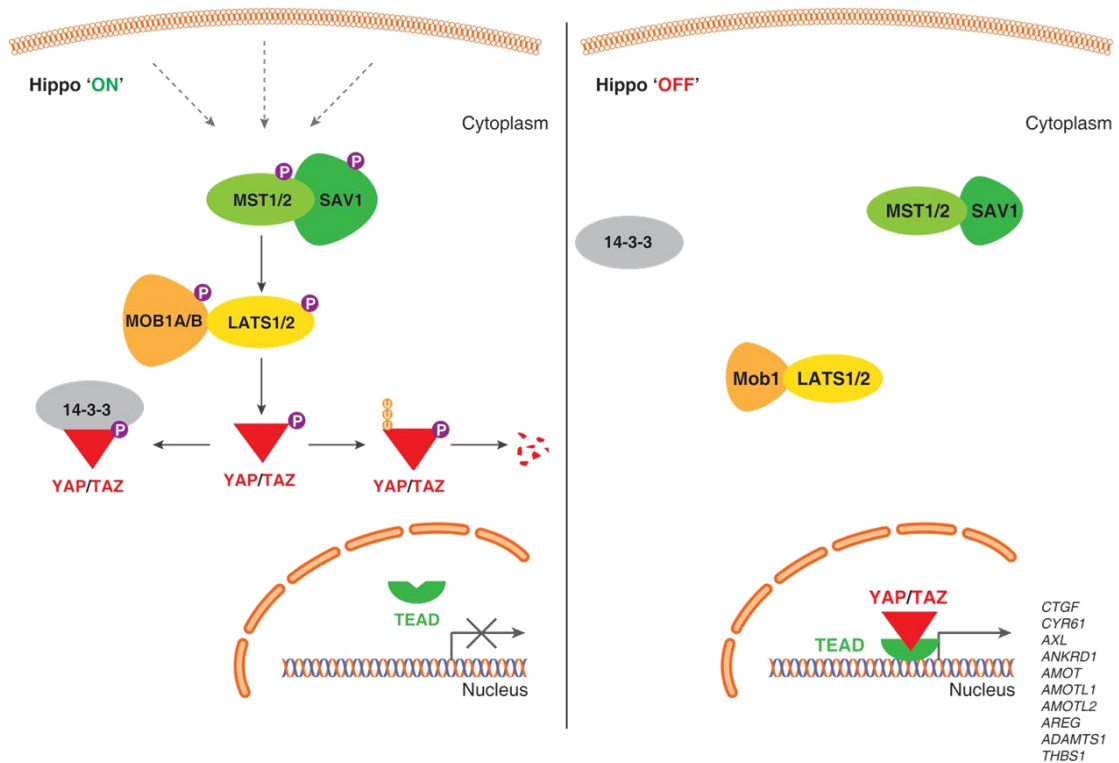 Hippo ‘ON’
Cytoplasm
P
P
MST1/2
SAV1
P
P
MOB1A/B
LATS1/2
14-3-3
P
YAP/TAZ
P
YAP/TAZ
U
U
U
P
YAP/TAZ
TEAD
Nucleus
Hippo ‘OFF’
Cytoplasm
14-3-3
MST1/2
SAV1
Mob1
LATS1/2
YAP/TAZ
TEAD
Nucleus
CTGF
CYR61
AXL
ANKRD1
AMOT
AMOTL1
AMOTL2
AREG
ADAMTS1
THBS1